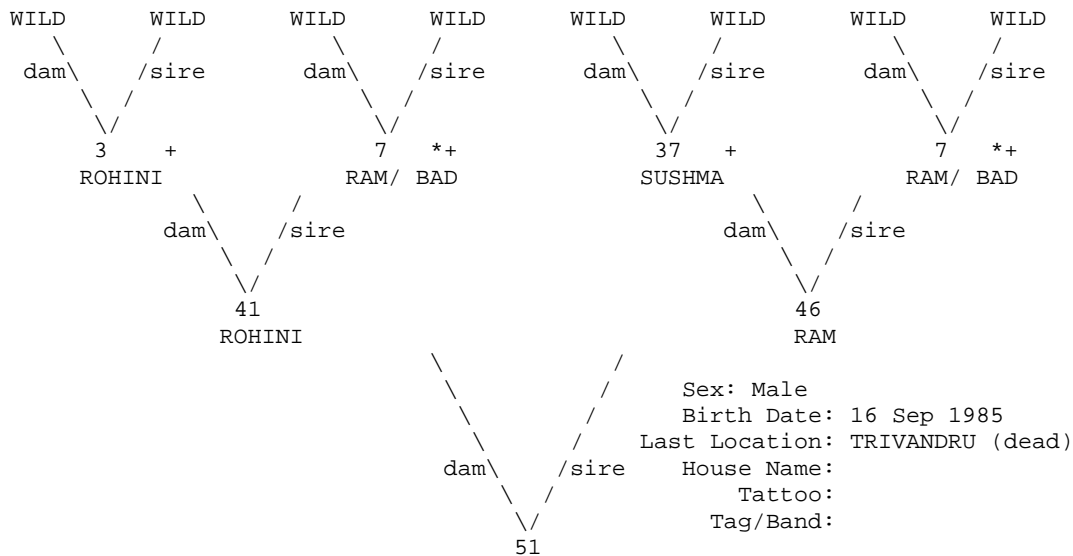 WILD WILD WILD WILD WILD WILD WILD WILD
dam sire dam sire dam sire dam sire
3 + 7 *+ 37 + 7 *+
ROHINI RAM/ BAD SUSHMA RAM/ BAD
dam sire dam sire
41 46
ROHINI RAM
Sex: Male
Birth Date: 16 Sep 1985
Last Location: TRIVANDRU (dead)
dam sire House Name:
Tattoo:
Tag/Band:
51